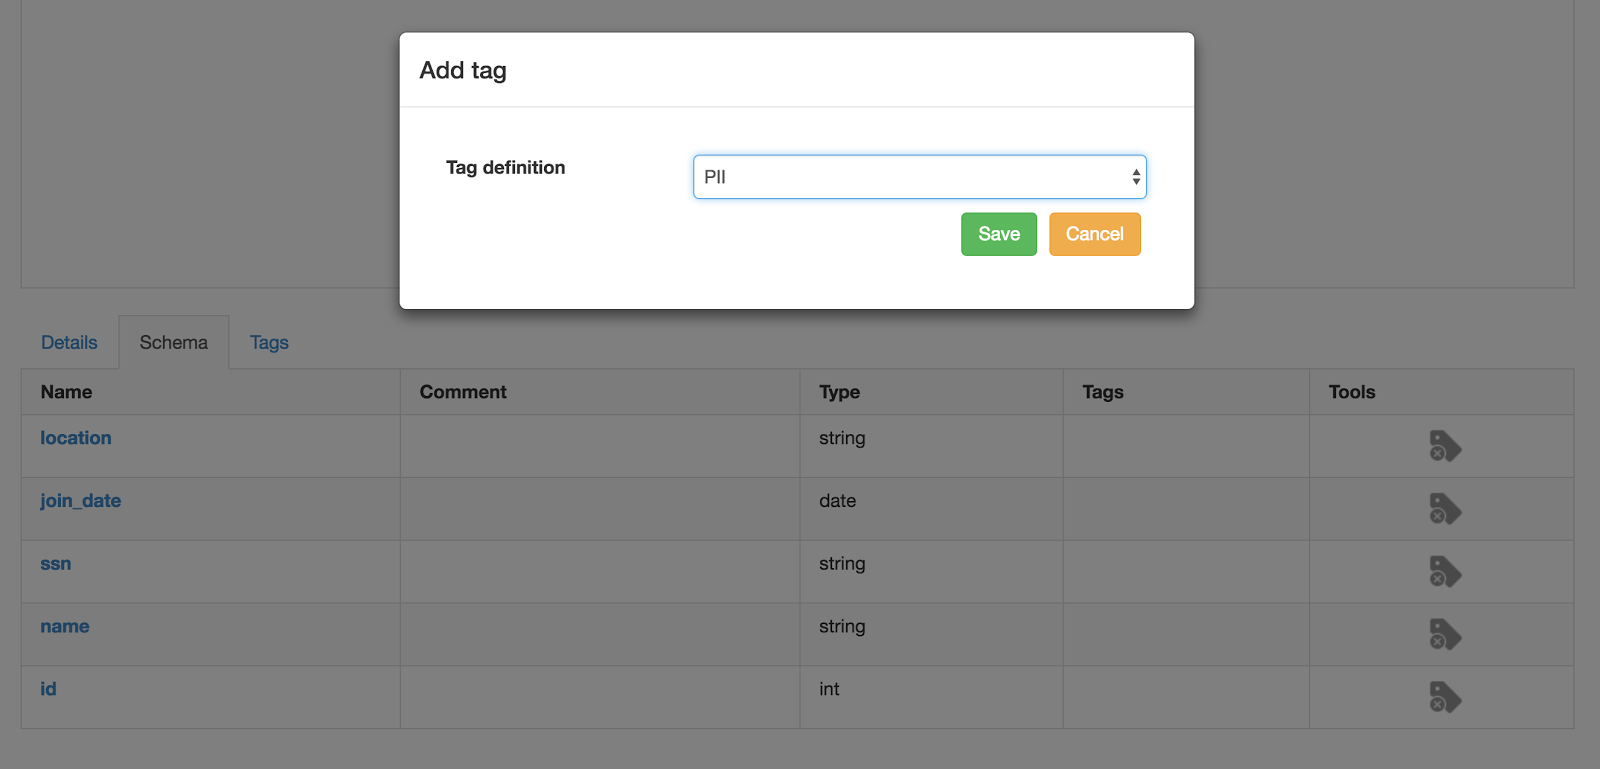 Add tag
Tag definition
PII
Save Cancel
Details Schema Tags
Name Comment Type Tags Tools
location string
join_date date
ssn string
name string
id int